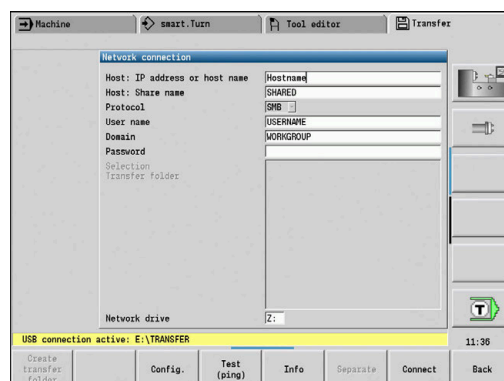 Machine
smart.Turn
Tool editor
Transfer
Network connection
Host: IP address or host name
Hostname
Host: Share name
SHARED
Protocol
SMB
User name
USERNAME
Domain
WORKGROUP
Password
Selection
Transfer folder
Network drive
Z:
USB connection active: E:\TRANSFER
11:36
Create
transfer
folder
Config.
Test
(ping)
Info
Separate
Connect
Back
T